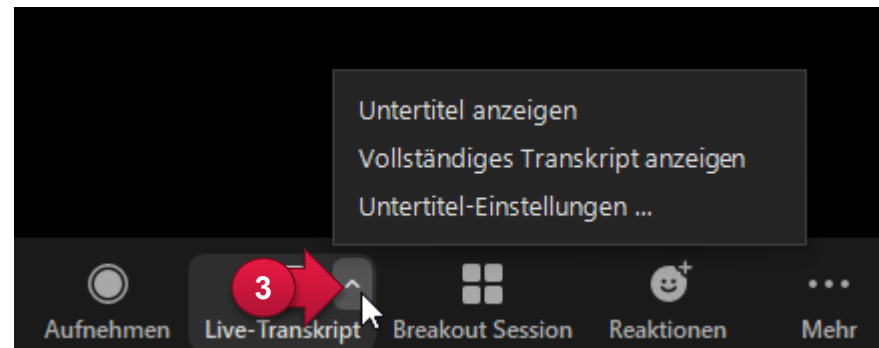 Untertitel anzeigen
Vollständiges Transkript anzeigen
Untertitel-Einstellungen ...
3
Aufnehmen Live-Transkript Breakout Session Reaktionen Mehr